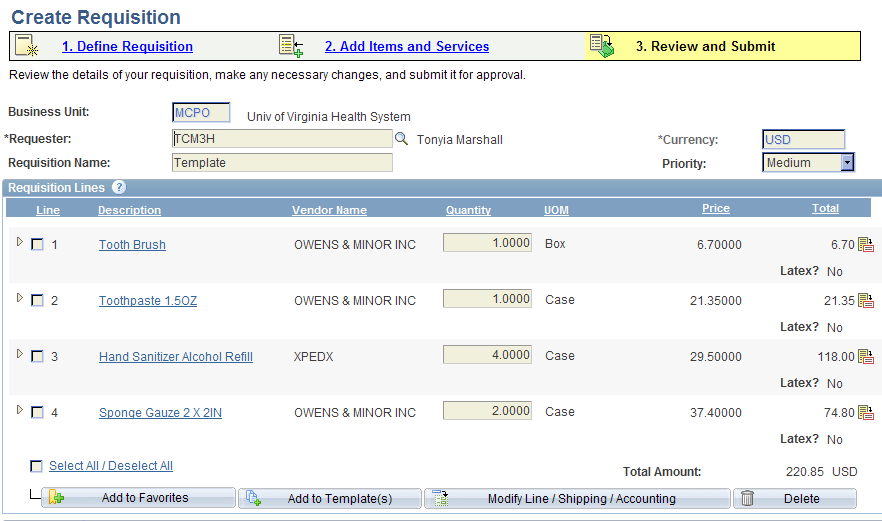 Create Requisition
1. Define Requisition 2. Add Items and Services 3. Review and Submit
Review the details of your requisition, make any necessary changes, and submit it for approval.
Business Unit: MCPO Univ of Virginia Health System
*Requester: TCM3H Tonyia Marshall *Currency: USD
Requisition Name: Template Priority: Medium
Requisition Lines ?
Line Description Vendor Name Quantity UOM Price Total
1 Tooth Brush OWENS & MINOR INC 1.0000 Box 6.70000 6.70
Latex? No
2 Toothpaste 1.5OZ OWENS & MINOR INC 1.0000 Case 21.35000 21.35
Latex? No
3 Hand Sanitizer Alcohol Refill XPEDX 4.0000 Case 29.50000 118.00
Latex? No
4 Sponge Gauze 2 X 2IN OWENS & MINOR INC 2.0000 Case 37.40000 74.80
Latex? No
Select All / Deselect All Total Amount: 220.85 USD
Add to Favorites Add to Template(s) Modify Line / Shipping / Accounting Delete